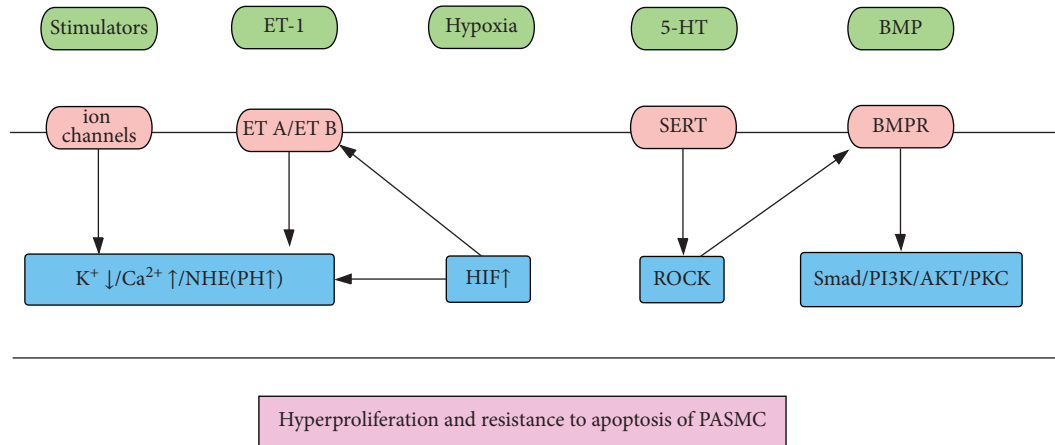 Stimulators
ET-1
Hypoxia
5-HT
BMP
ion
channels
ET A/ET B
SERT
BMPR
K⁺ ↓/Ca²⁺ ↑/NHE(PH↑)
HIF↑
ROCK
Smad/PI3K/AKT/PKC
Hyperproliferation and resistance to apoptosis of PASMC